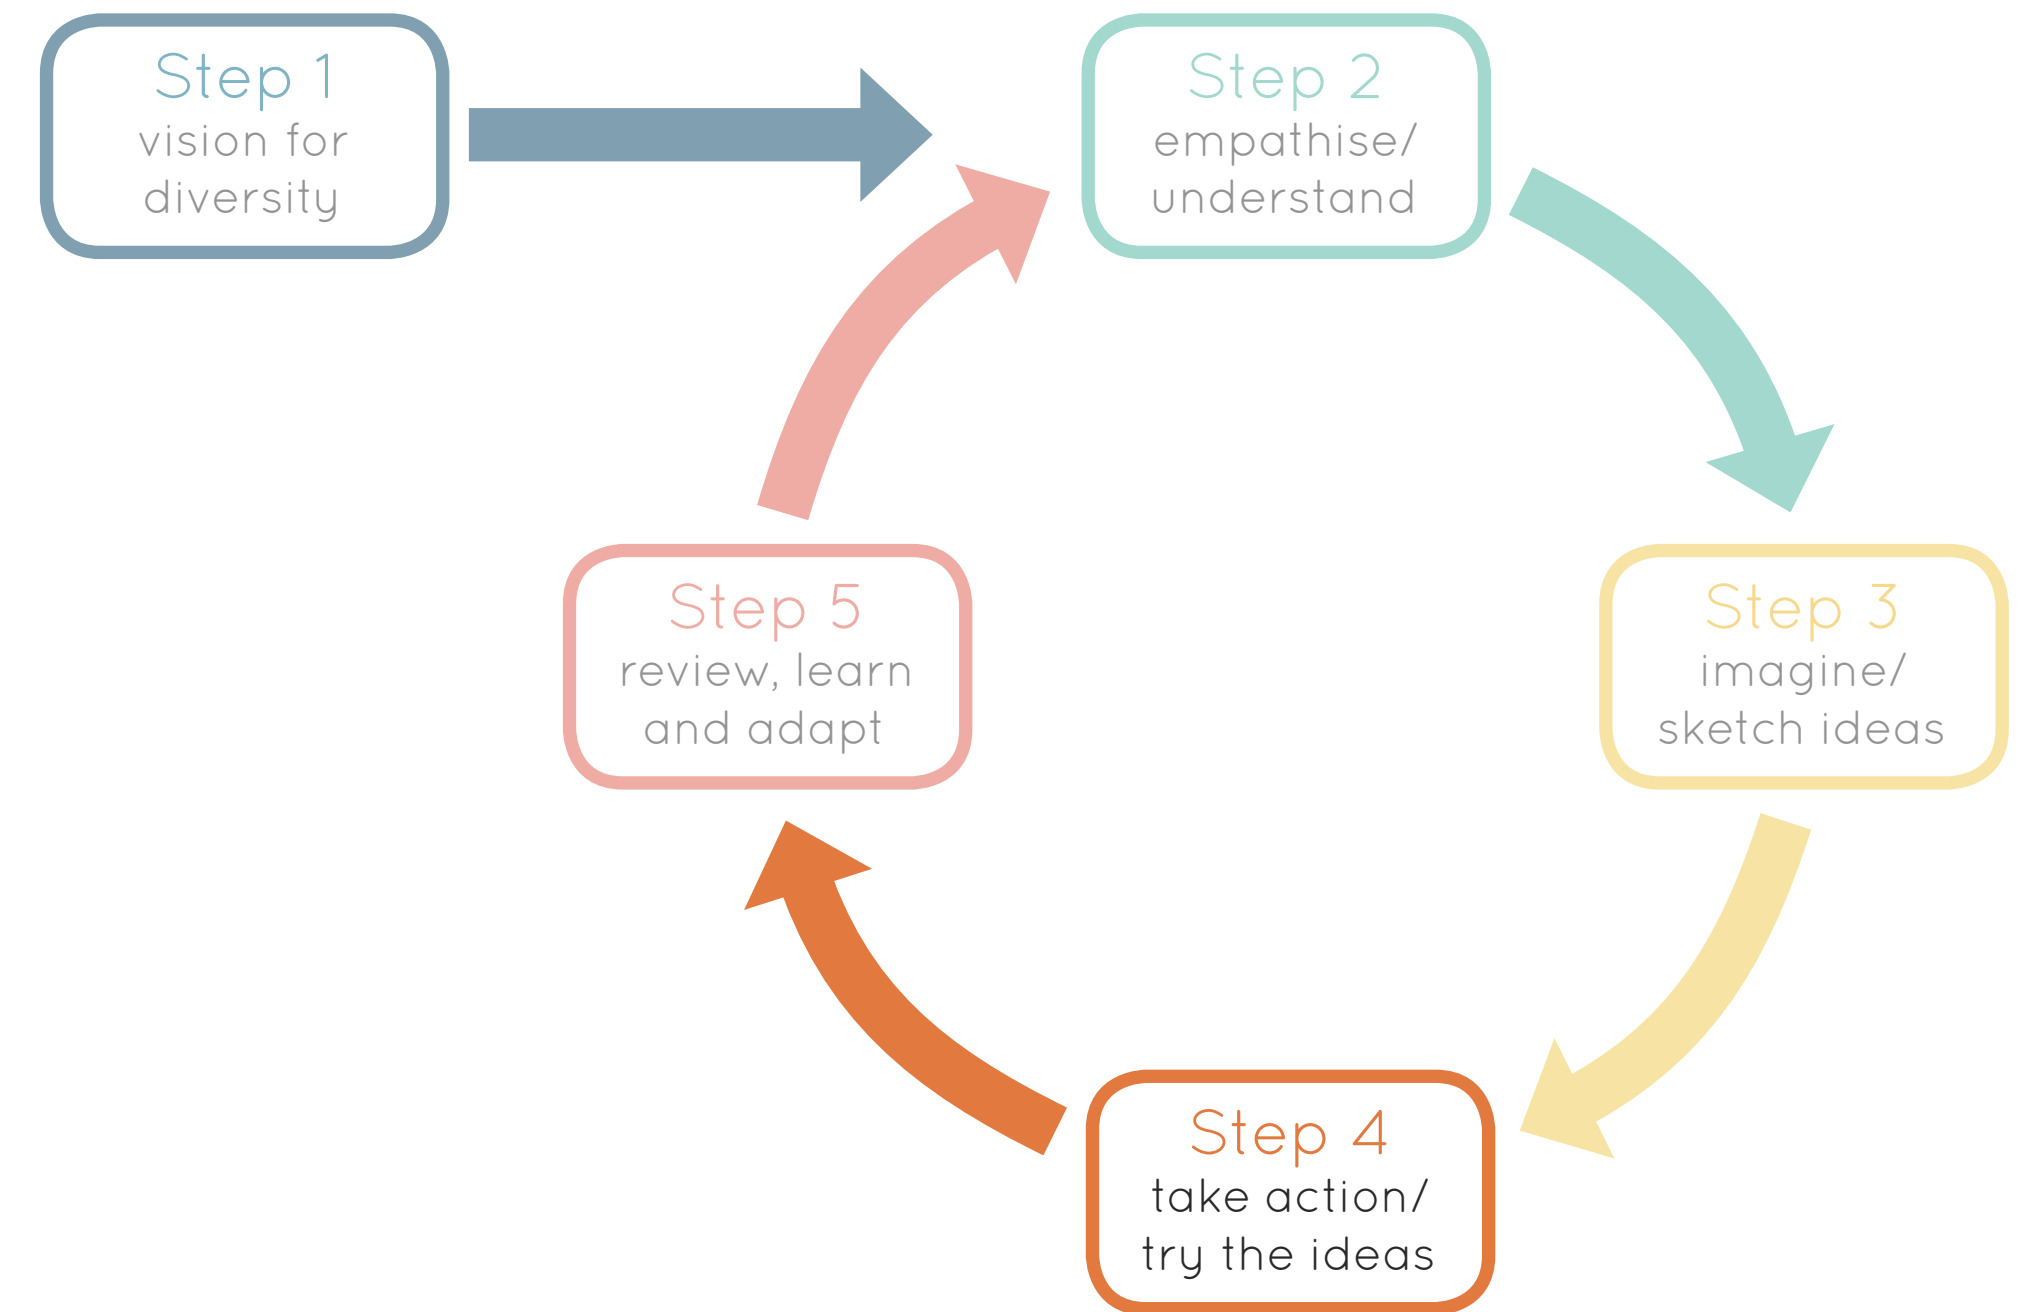 Step 1
vision for
diversity
Step 2
empathise/
understand
Step 3
imagine/
sketch ideas
Step 4
take action/
try the ideas
Step 5
review, learn
and adapt